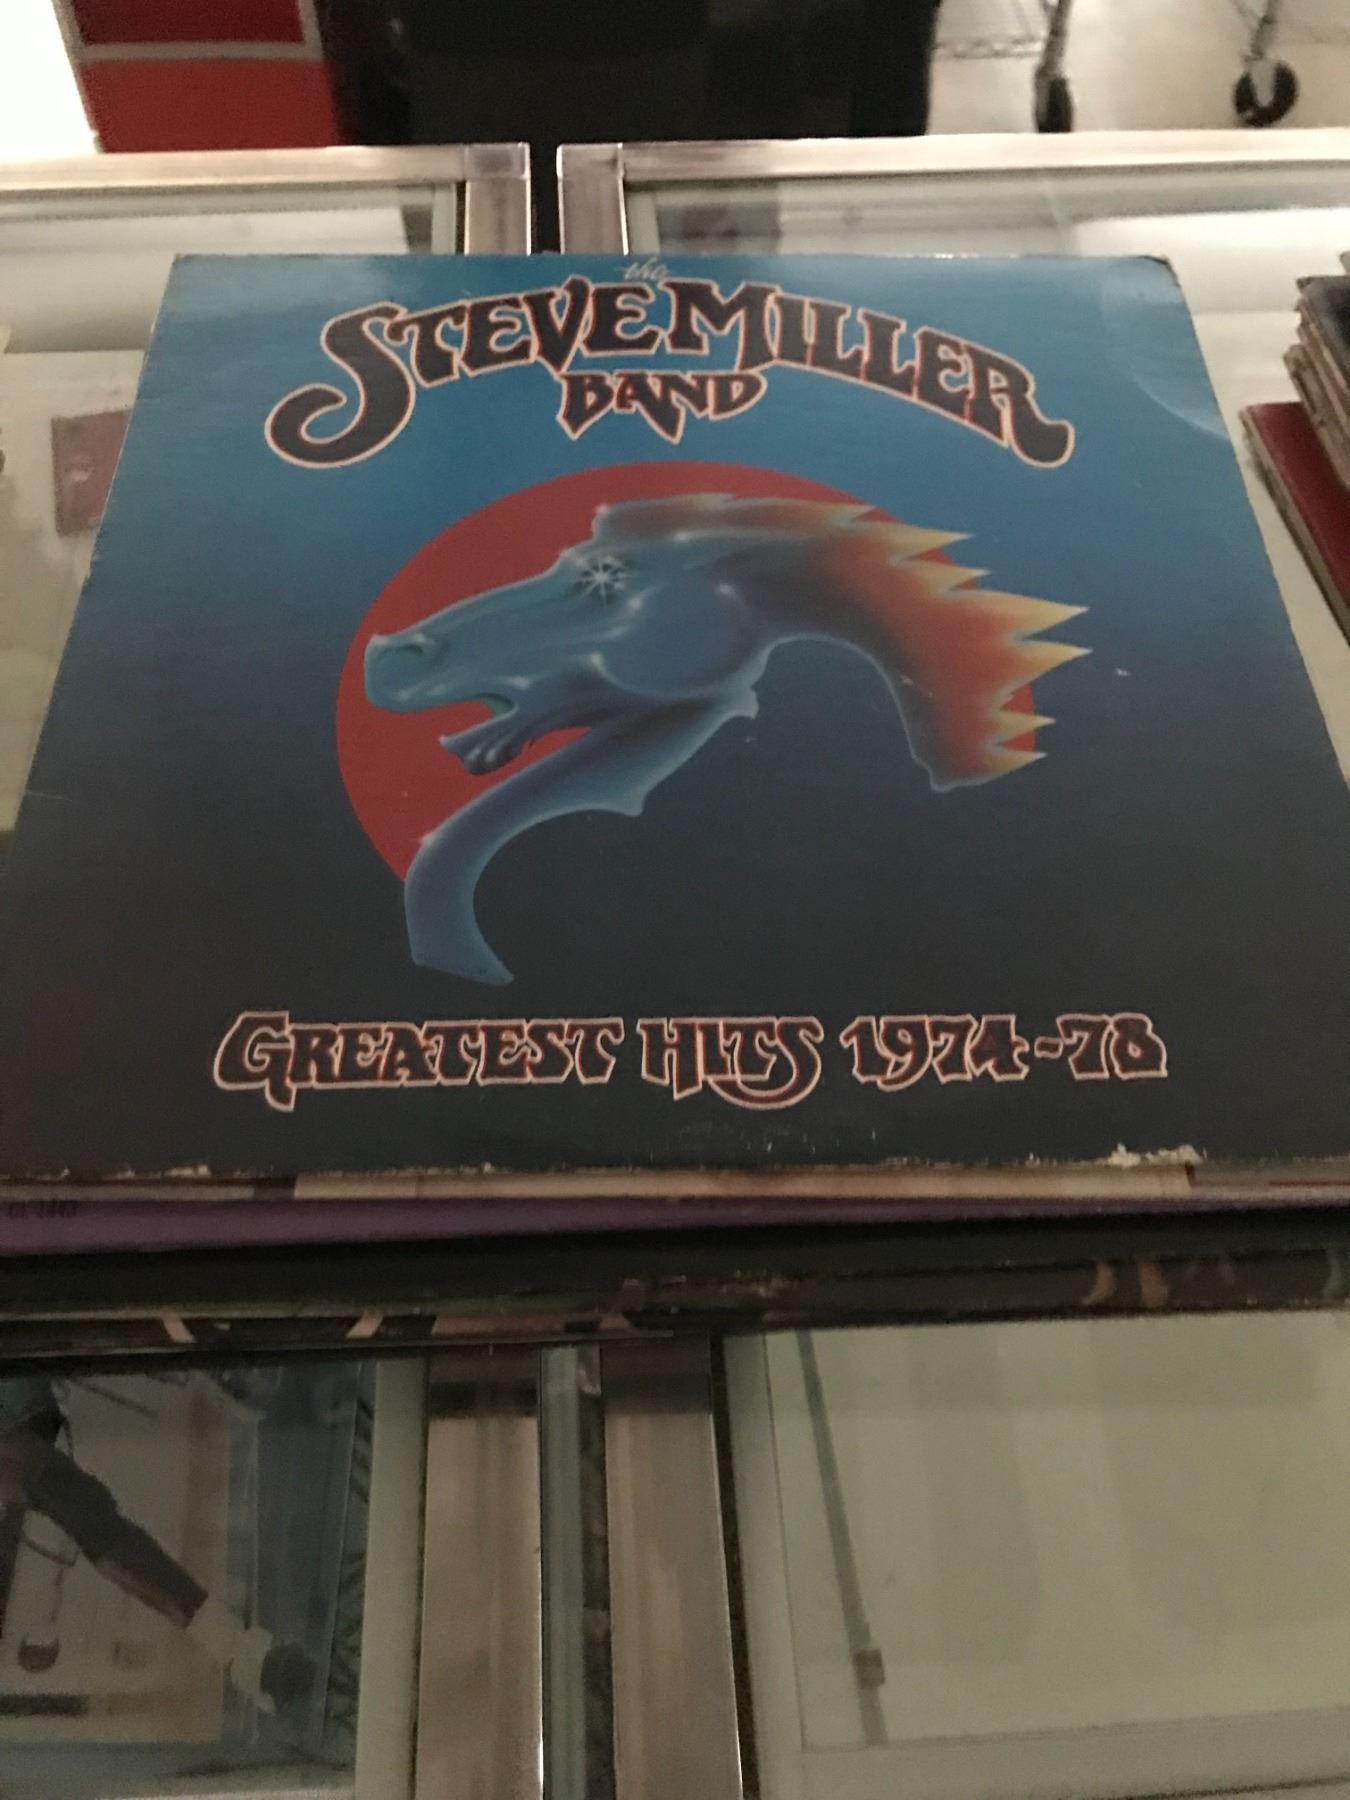 the
STEVE MILLER
BAND
GREATEST HITS 1974-78